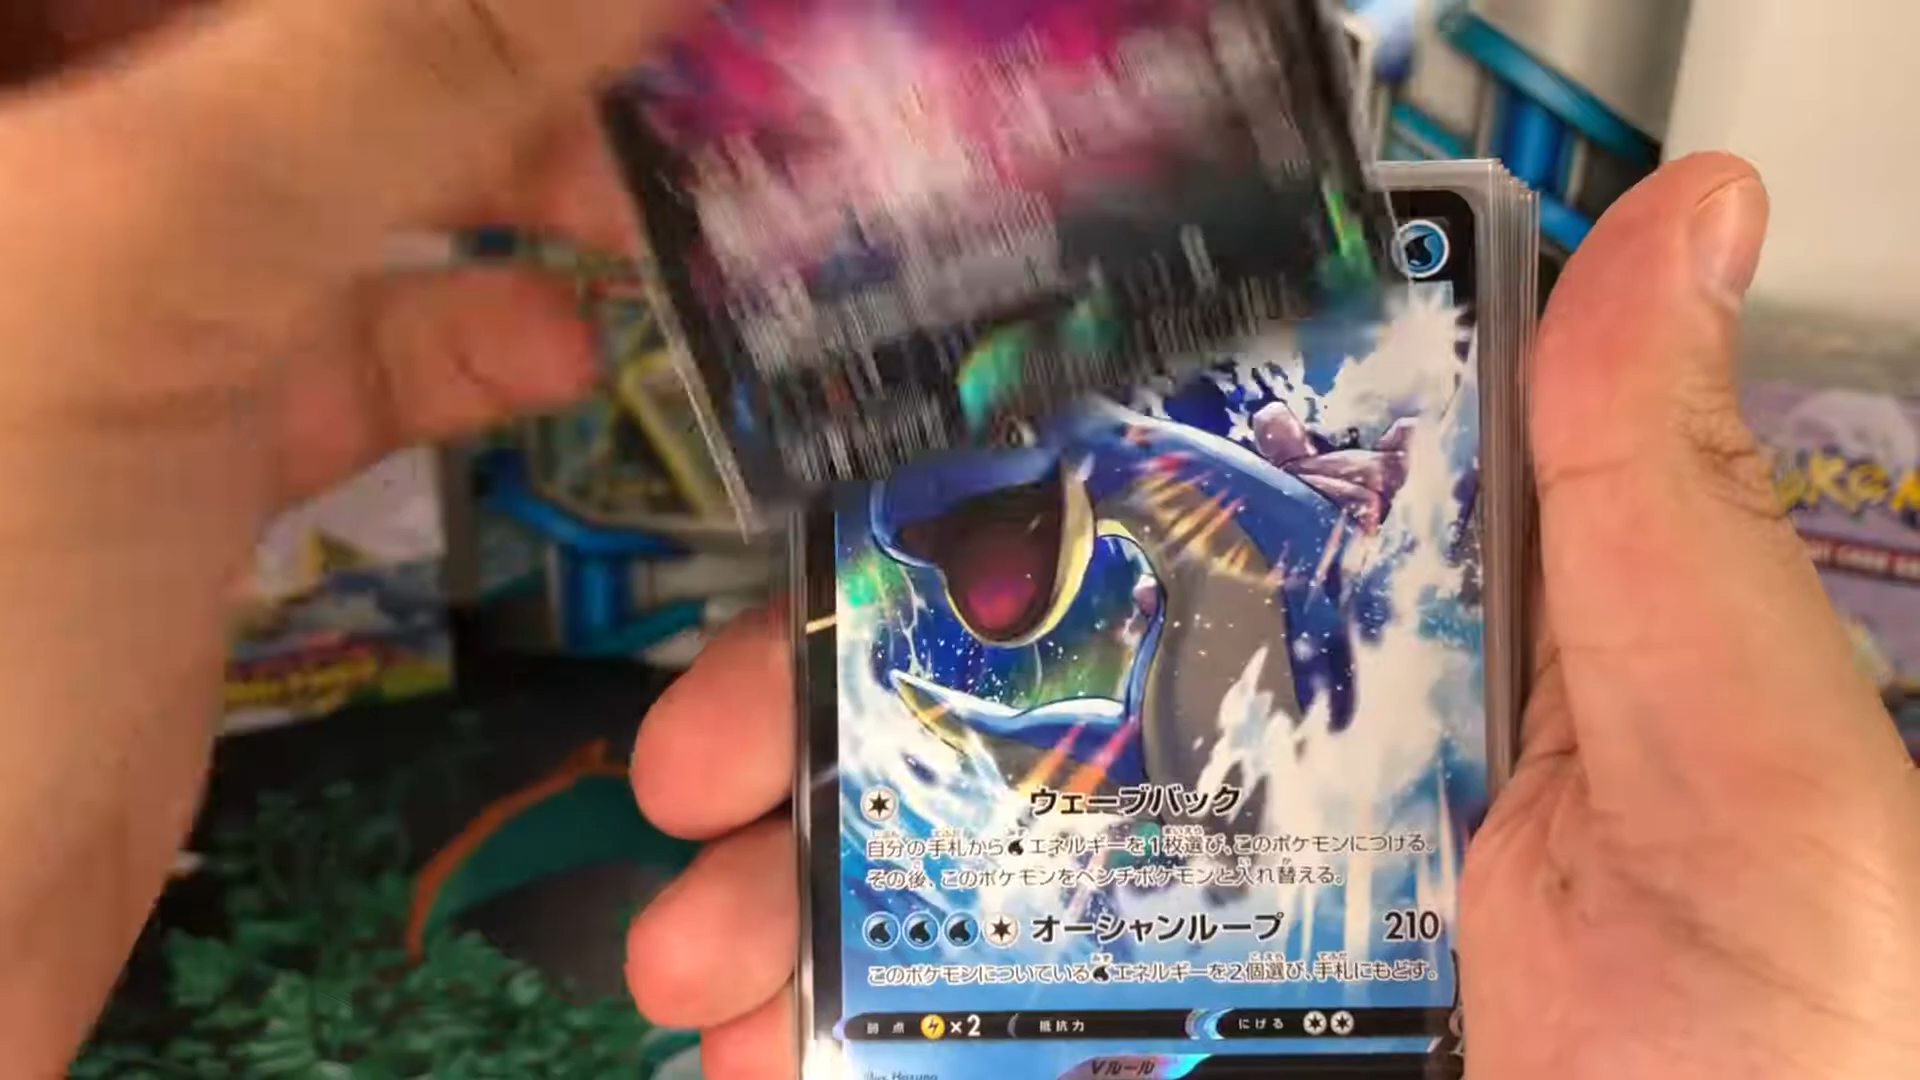 ウェーブバック
自分の手札から エネルギーを1枚選び、このポケモンにつける。
その後、このポケモンをベンチポケモンと入れ替える。
オーシャンループ 210
このポケモンについている エネルギーを2個選び、手札にもどす。
弱点 ×2 抵抗力 にげる
Vルール